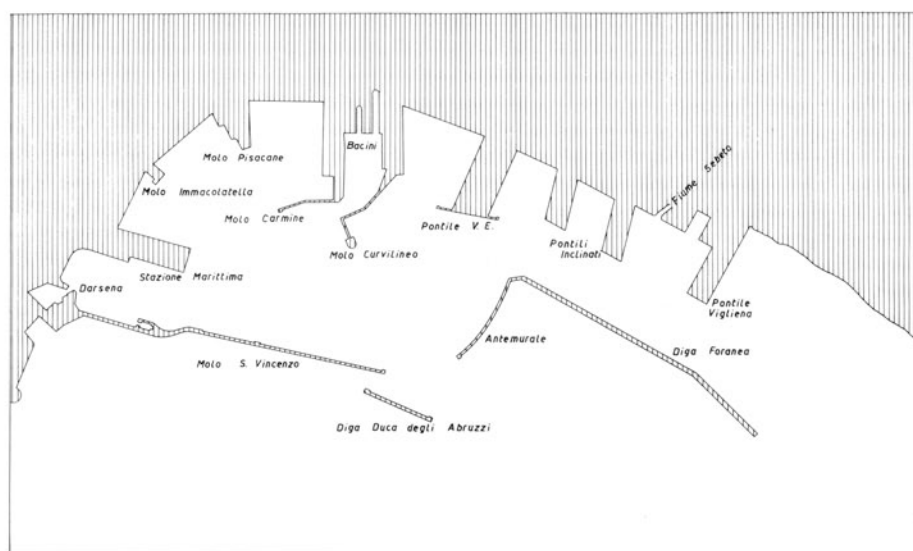 Molo Pisacane
Bacini
Molo Immacolatella
Molo Carmine
Fiume Sebeto
Pontile V. E.
Molo Curvilineo
Pontili
Inclinati
Stazione Marittima
Darsena
Pontile
Vigliena
Antemurale
Diga Foranea
Molo S. Vincenzo
Diga Duca degli Abruzzi